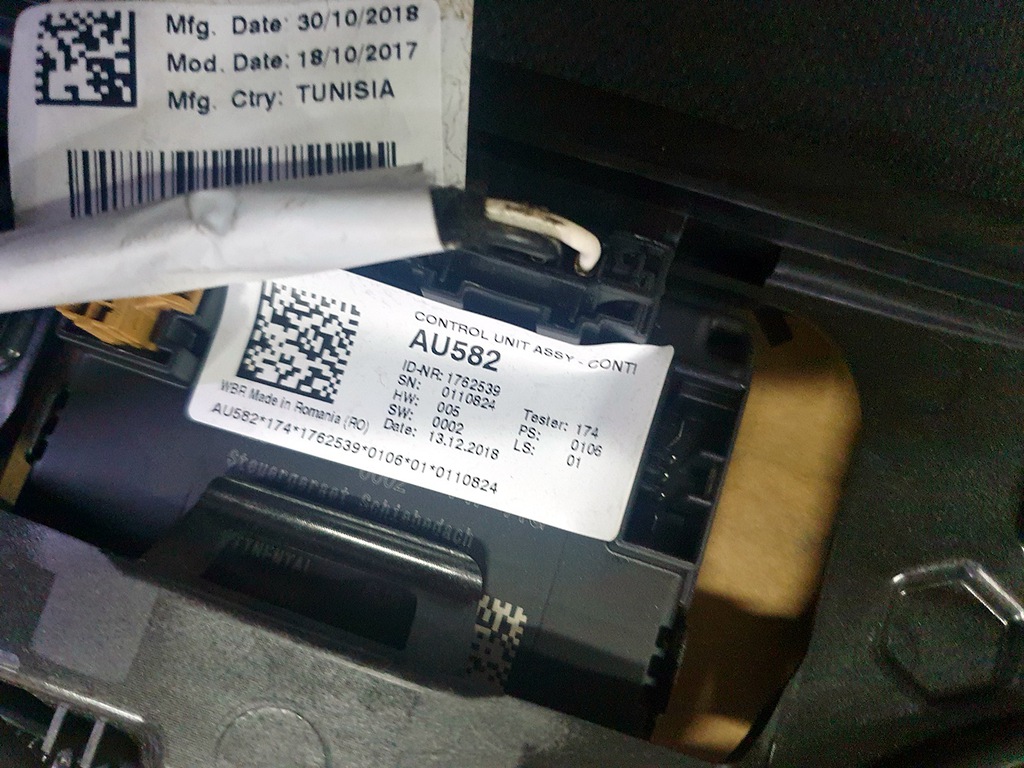 Mfg. Date: 30/10/2018
Mod. Date: 18/10/2017
Mfg. Ctry: TUNISIA
CONTROL UNIT ASSY - CONTI
AU582
ID-NR: 1762539
SN: 0110824
HW: 005
SW: 0002
Date: 13.12.2018
Tester: 174
PS: 0106
LS: 01
WBR Made in Romania (RO)
AU582*174*1762539*0106*01*0110824
Steuergeraet Schiebedach